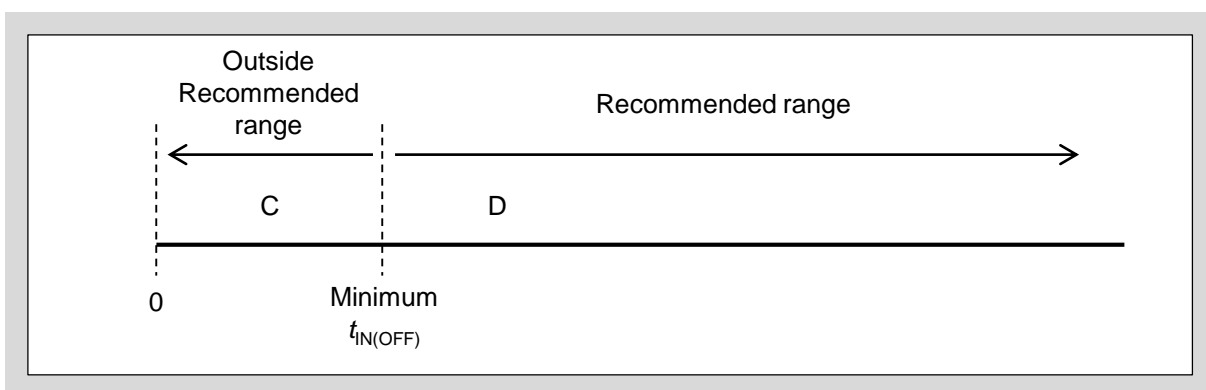 Outside
Recommended
range
Recommended range
C
D
0
Minimum
tIN(OFF)